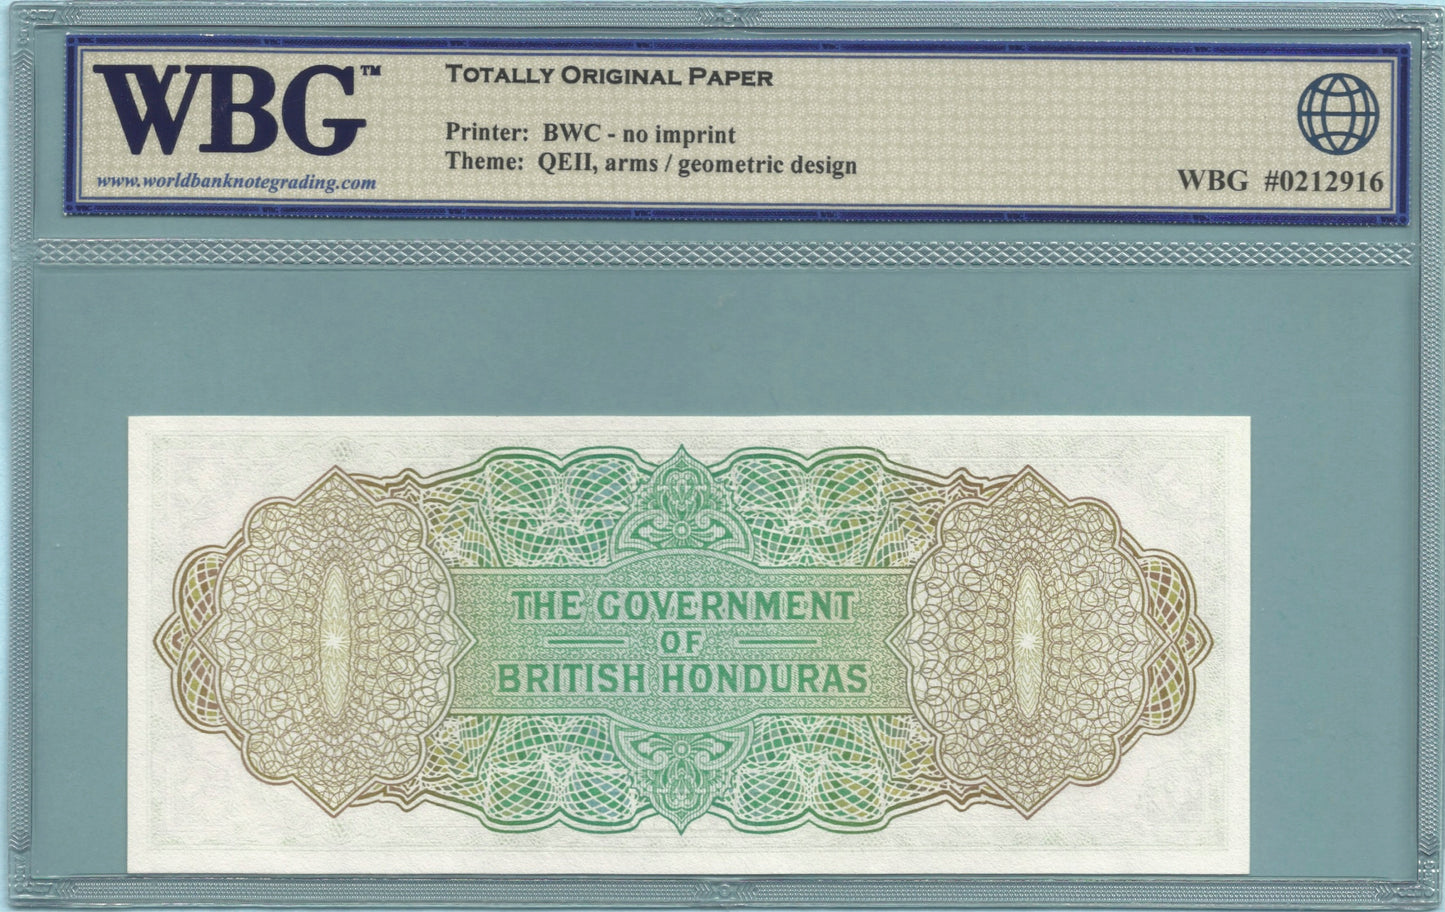 WBG™
www.worldbanknotegrading.com
TOTALLY ORIGINAL PAPER
Printer: BWC - no imprint
Theme: QEII, arms / geometric design
WBG #0212916
THE GOVERNMENT
OF
BRITISH HONDURAS